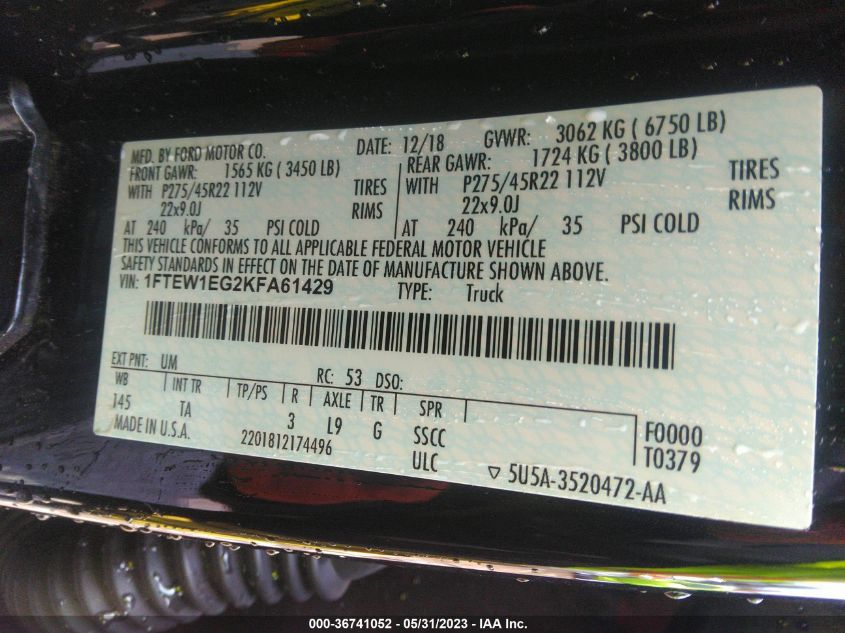 MFD. BY FORD MOTOR CO. DATE: 12/18 GVWR: 3062 KG ( 6750 LB)
FRONT GAWR: 1565 KG ( 3450 LB) REAR GAWR: 1724 KG ( 3800 LB)
WITH P275/45R22 112V TIRES WITH P275/45R22 112V TIRES
22x9.0J RIMS 22x9.0J RIMS
AT 240 kPa/ 35 PSI COLD AT 240 kPa/ 35 PSI COLD
THIS VEHICLE CONFORMS TO ALL APPLICABLE FEDERAL MOTOR VEHICLE
SAFETY STANDARDS IN EFFECT ON THE DATE OF MANUFACTURE SHOWN ABOVE.
VIN: 1FTEW1EG2KFA61429 TYPE: Truck
EXT PNT: UM RC: 53 DSO:
WB INT TR TP/PS R AXLE TR SPR
145 TA 3 L9 G SSCC F0000
MADE IN U.S.A. 2201812174496 ULC T0379
▽ 5U5A-3520472-AA
000-36741052 - 05/31/2023 - IAA Inc.